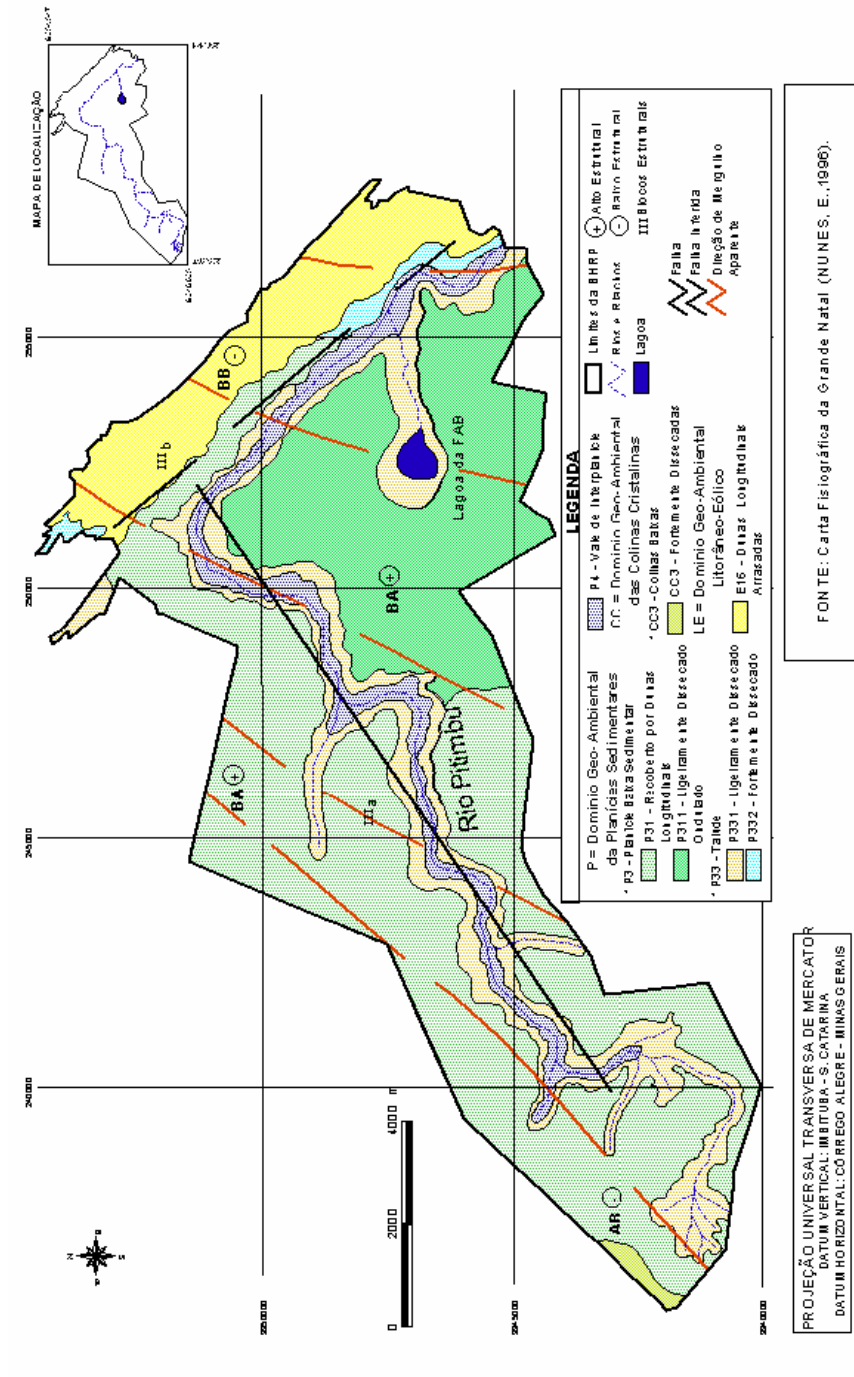 MAPA DE LOCALIZAÇÃO
255000
250000
245000
240000
BB
-
III b
Lagoa da FAB
BA +
BA +
III a
Rio Pitimbu
AR -
0 2000 4000 m
LEGENDA
P = Domínio Geo-Ambiental
da Planícies Sedimentares
* P3 - Planície Baixa Sedimentar
P31 - Recoberto por Dunas
Longitudinais
P311 - Ligeiramente Dissecado
Ondulado
* P33 - Talude
P331 - Ligeiramente Dissecado
P332 - Fortemente Dissecado
P4 - Vale de Interplanície
CC = Domínio Geo-Ambiental
das Colinas Cristalinas
* CC3 - Colinas Baixas
CC3 - Fortemente Dissecadas
LE = Domínio Geo-Ambiental
Litorâneo-Eólico
E16 - Dunas Longitudinais
Arrasadas
Limites da BHRP
Rios e Riachos
Lagoa
+ Alto Estrutural
- Baixo Estrutural
III Blocos Estruturais
Falha
Falha Inferida
Direção de Mergulho
Aparente
FONTE: Carta Fisiográfica da Grande Natal (NUNES, E.,1996).
PROJEÇÃO UNIVERSAL TRANSVERSA DE MERCATOR
DATUM VERTICAL: IMBITUBA - S. CATARINA
DATUM HORIZONTAL: CÓRREGO ALEGRE - MINAS GERAIS